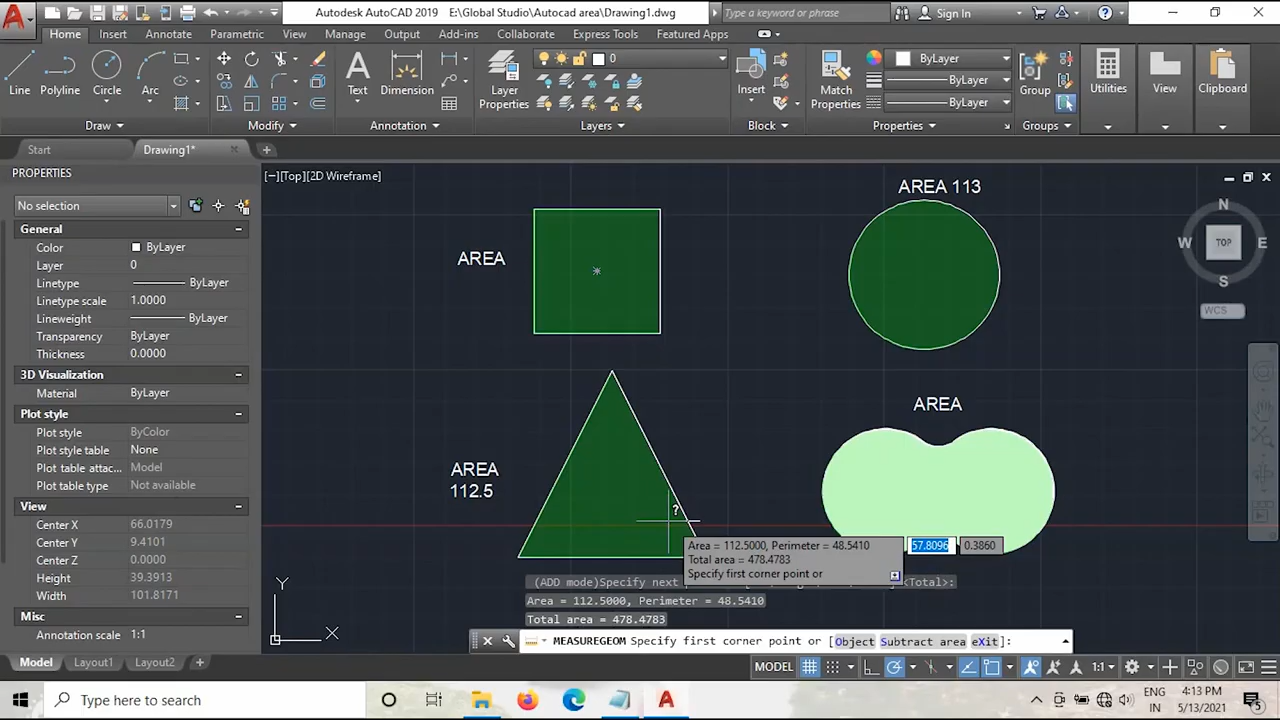 Autodesk AutoCAD 2019 E:\Global Studio\Autocad area\Drawing1.dwg
Type a keyword or phrase
Sign In
Home Insert Annotate Parametric View Manage Output Add-ins Collaborate Express Tools Featured Apps
Line Polyline Circle Arc
Text Dimension
Layer Properties
0
Insert
Match Properties
ByLayer
ByLayer
ByLayer
Group
Utilities
View
Clipboard
Draw Modify Annotation Layers Block Properties Groups
Start
Drawing1*
PROPERTIES
No selection
General
Color ByLayer
Layer 0
Linetype ByLayer
Linetype scale 1.0000
Lineweight ByLayer
Transparency ByLayer
Thickness 0.0000
3D Visualization
Material ByLayer
Plot style
Plot style ByColor
Plot style table None
Plot table attac... Model
Plot table type Not available
View
Center X 66.0179
Center Y 9.4101
Center Z 0.0000
Height 39.3913
Width 101.8171
Misc
Annotation scale 1:1
[−][Top][2D Wireframe]
AREA 113
AREA
AREA
AREA
112.5
N
W TOP E
S
WCS
?
Area = 112.5000, Perimeter = 48.5410
Total area = 478.4783
Specify first corner point or
57.8096 0.3860
Y
X
(ADD mode)Specify next
<Total>:
Area = 112.5000, Perimeter = 48.5410
Total area = 478.4783
MEASUREGEOM Specify first corner point or [Object Subtract area eXit]:
Model Layout1 Layout2
MODEL
1:1
Type here to search
ENG
IN
4:13 PM
5/13/2021
5